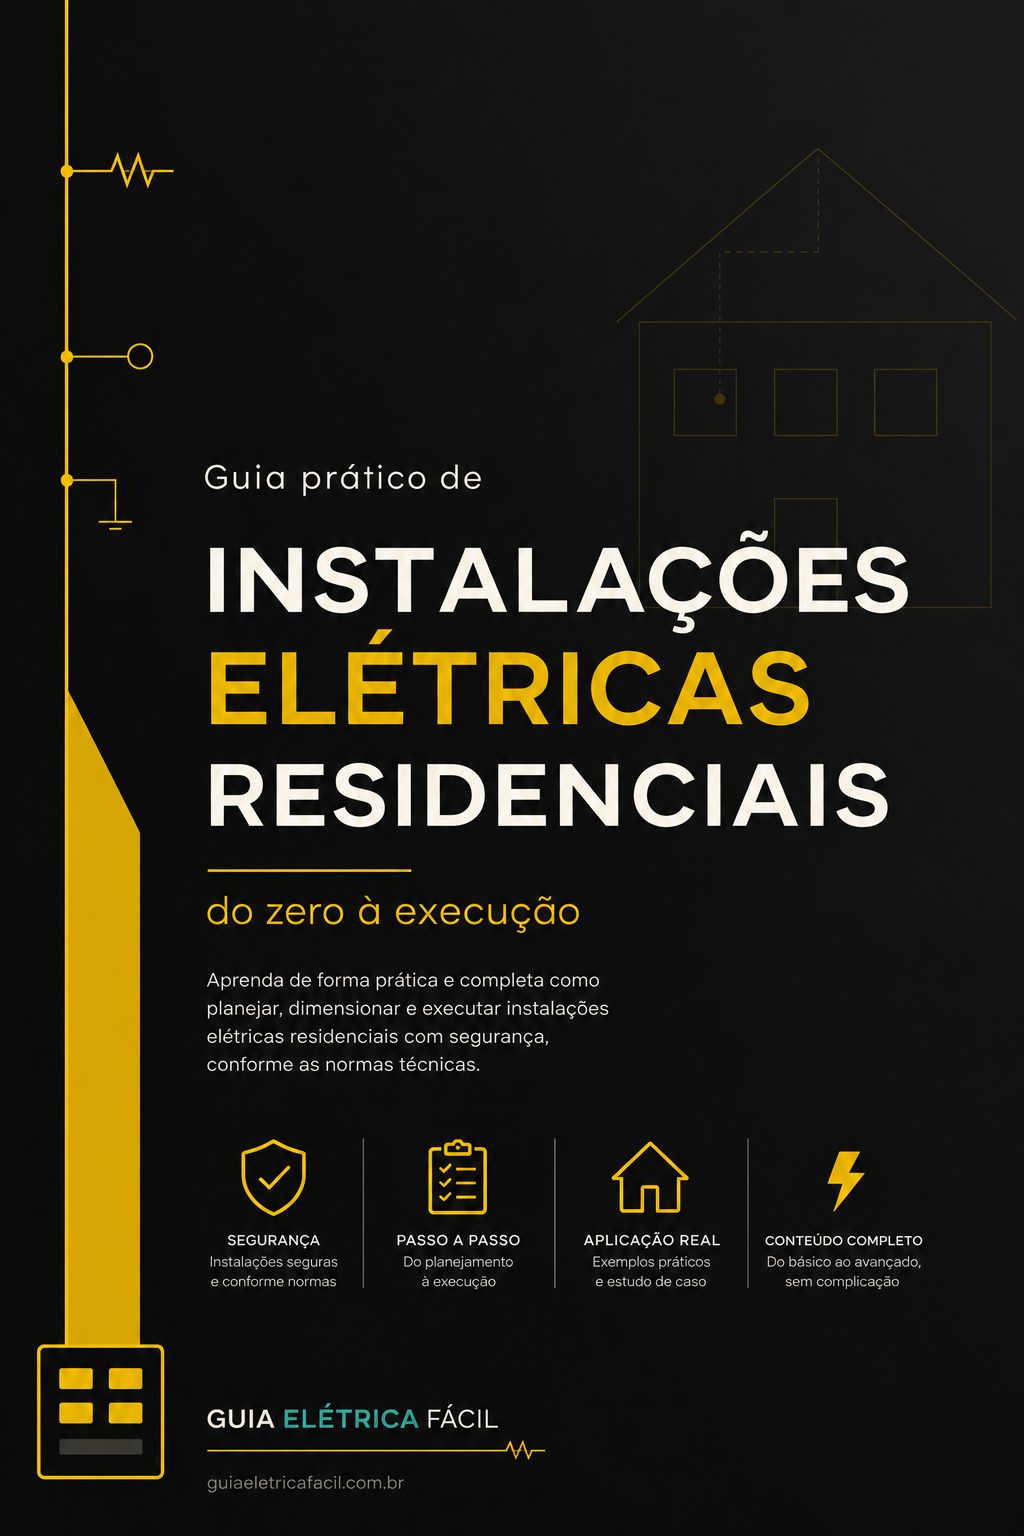 Guia prático de
INSTALAÇÕES
ELÉTRICAS
RESIDENCIAIS
do zero à execução
Aprenda de forma prática e completa como
planejar, dimensionar e executar instalações
elétricas residenciais com segurança,
conforme as normas técnicas.
SEGURANÇA
Instalações seguras
e conforme normas
PASSO A PASSO
Do planejamento
à execução
APLICAÇÃO REAL
Exemplos práticos
e estudo de caso
CONTEÚDO COMPLETO
Do básico ao avançado,
sem complicação
GUIA ELÉTRICA FÁCIL
guiaeletricafacil.com.br